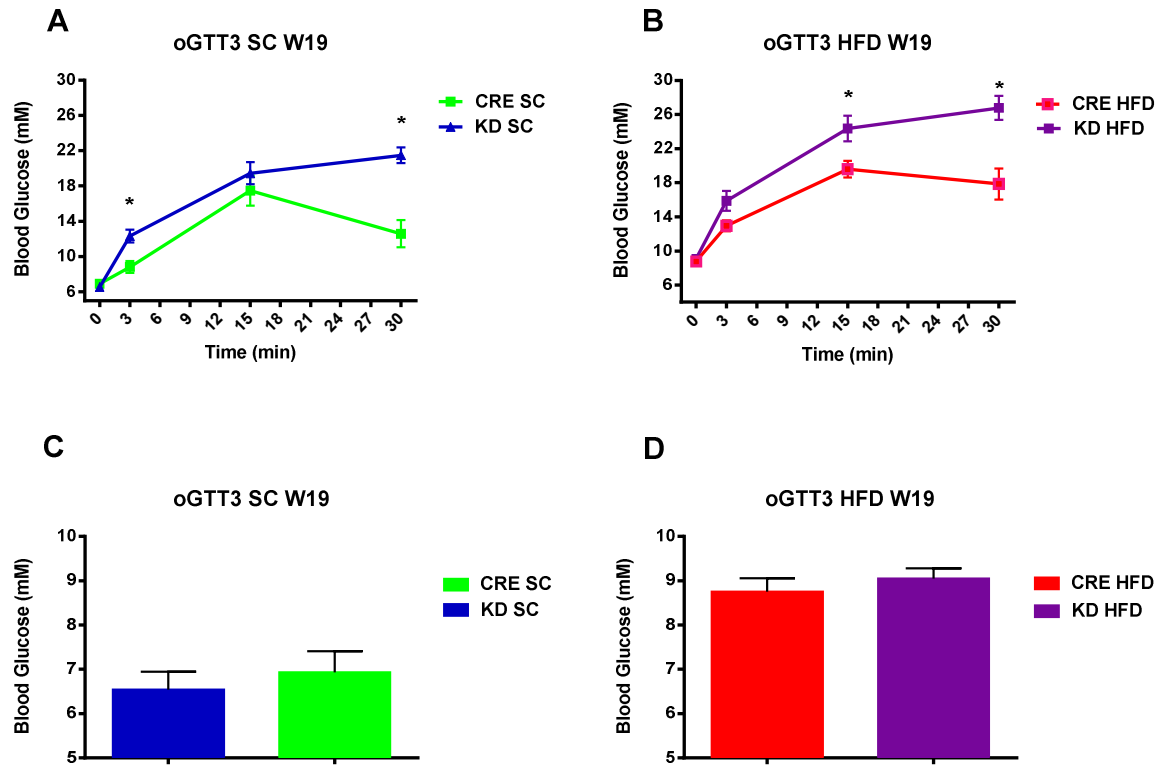 A
oGTT3 SC W19
Blood Glucose (mM)
30
26
22
18
14
10
6
*
*
0 3 6 9 12 15 18 21 24 27 30
Time (min)
CRE SC
KD SC
B
oGTT3 HFD W19
Blood Glucose (mM)
30
26
22
18
14
10
6
*
*
0 3 6 9 12 15 18 21 24 27 30
Time (min)
CRE HFD
KD HFD
C
oGTT3 SC W19
Blood Glucose (mM)
10
9
8
7
6
5
CRE SC
KD SC
D
oGTT3 HFD W19
Blood Glucose (mM)
10
9
8
7
6
5
CRE HFD
KD HFD